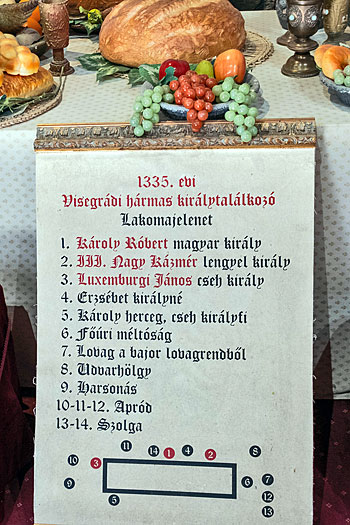 1335. evi
Visegrádi hármas királytalálkozó
Lakomajelenet
1. Károly Róbert magyar király
2. III. Nagy Kázmér lengyel király
3. Luxemburgi János cseh király
4. Erzsébet királyné
5. Károly herceg, cseh királyfi
6. Főúri méltóság
7. Lovag a bajor lovagrendből
8. Udvarhölgy
9. Harsonás
10-11-12. Apród
13-14. Szolga
11 14 1 4 8
10 3 2
9 6 7
5 12
13